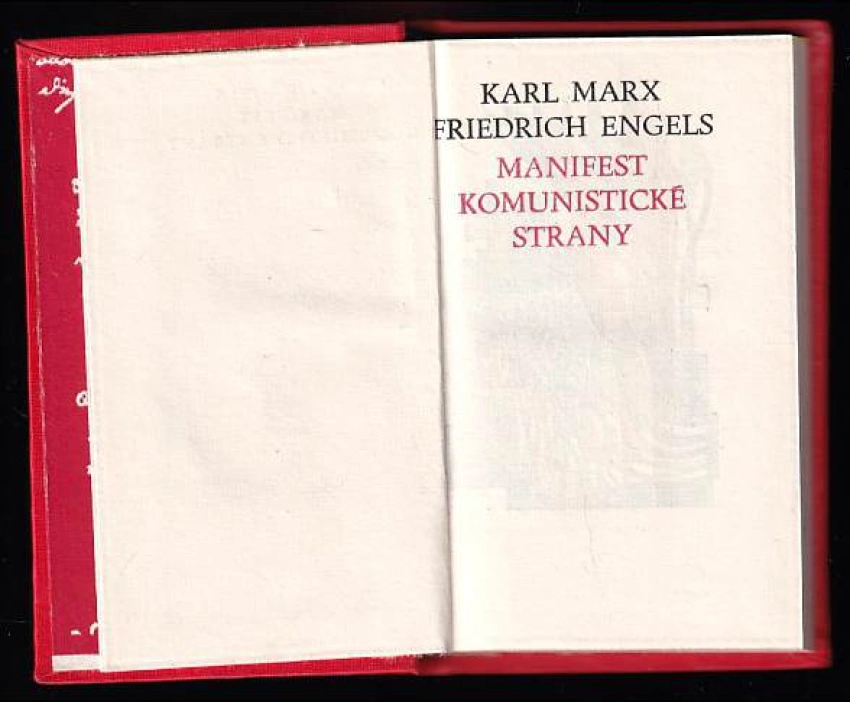 KARL MARX
FRIEDRICH ENGELS
MANIFEST
KOMUNISTICKÉ
STRANY